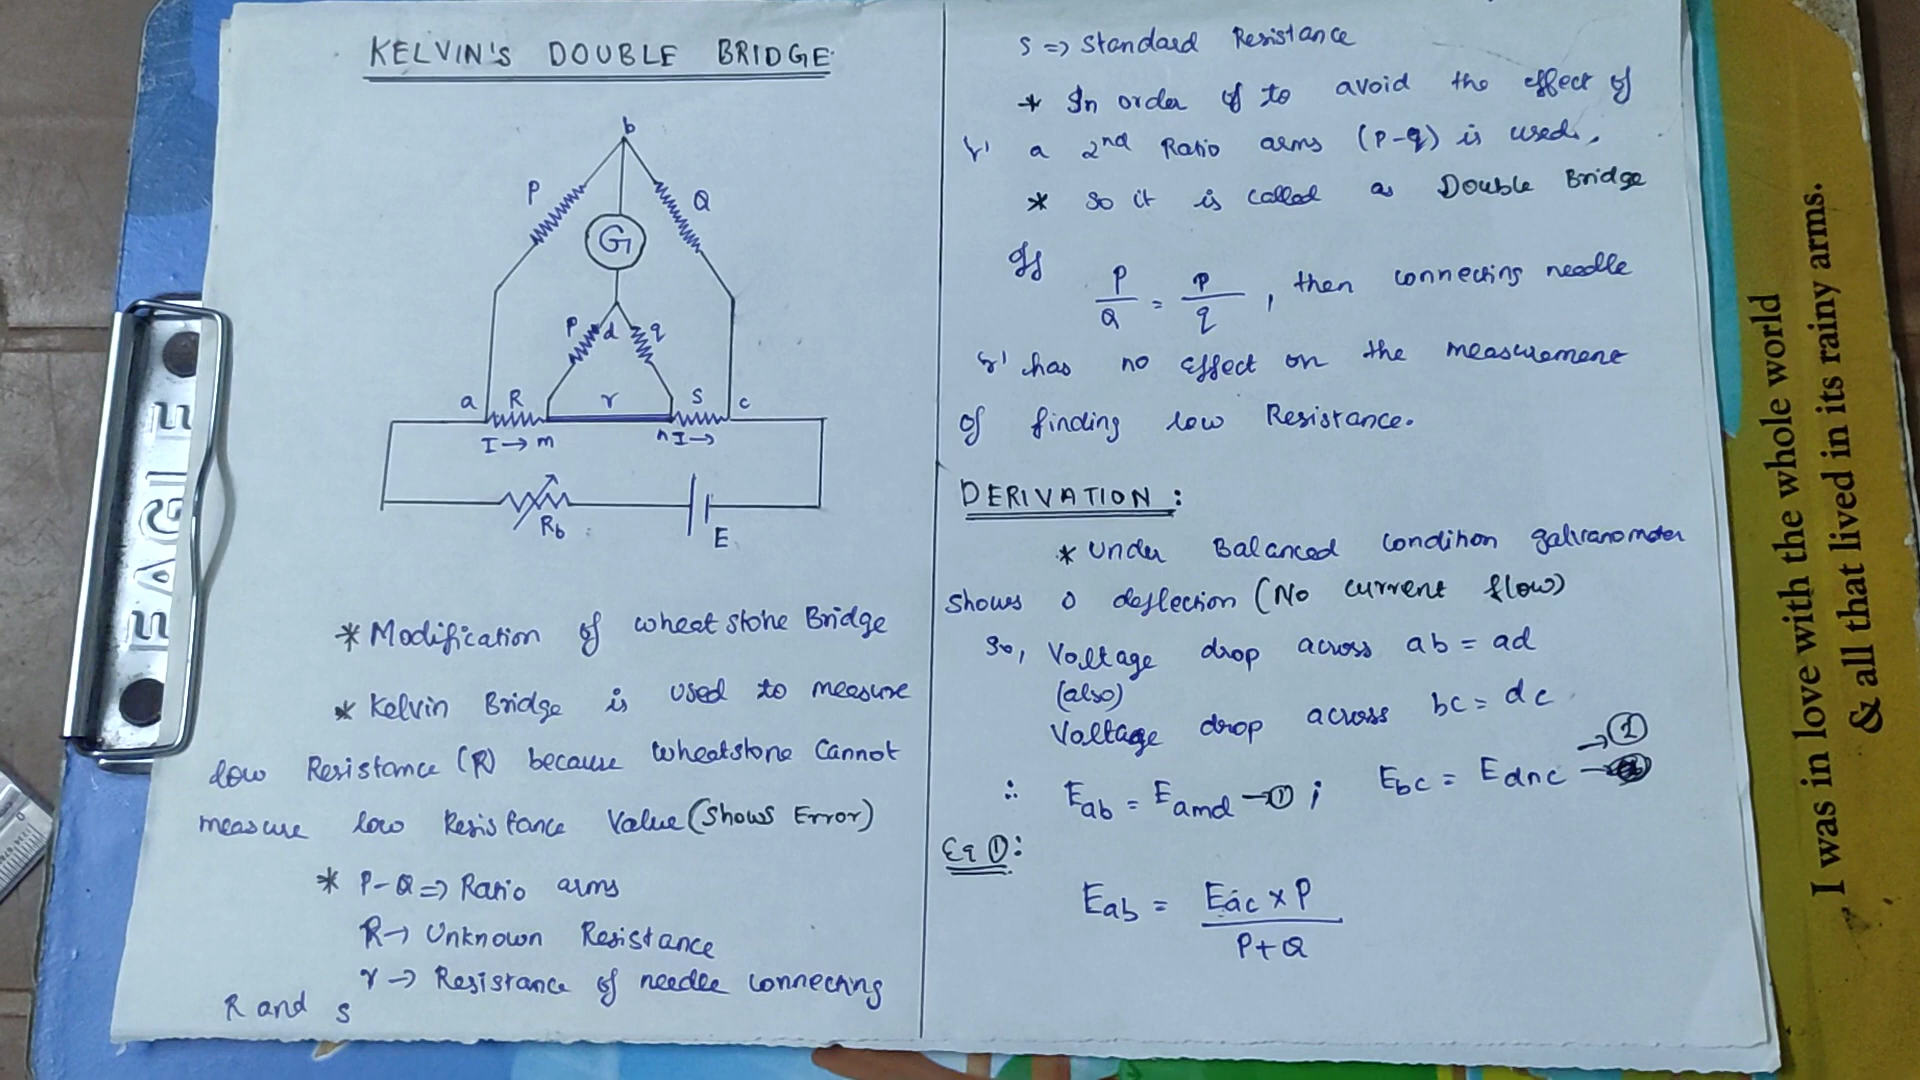 KELVIN'S DOUBLE BRIDGE
b
P
Q
G
P d q
a R r S c
I → m n I →
Rb
E
* Modification of wheat stone Bridge
* Kelvin Bridge is used to measure
low Resistance (R) because wheatstone cannot
measure low Resistance Value (Shows Error)
* P-Q => Ratio arms
R → Unknown Resistance
r → Resistance of needle connecting
R and S
S => Standard Resistance
* In order of to avoid the effect of
'r' a 2nd Ratio arms (p-q) is used.
* So it is called as Double Bridge
If P/Q = p/q, then connecting needle
'r' has no effect on the measurement
of finding low Resistance.
DERIVATION :
* Under Balanced condition galvanometer
shows 0 deflection (No current flow)
So, Voltage drop across ab = ad
(also)
Voltage drop across bc = dc
∴ Eab = Eamd → ① ; Ebc = Ednc → ②
Eq ①:
Eab = Eac × P
P+Q
EAGLE
I was in love with the whole world
& all that lived in its rainy arms.